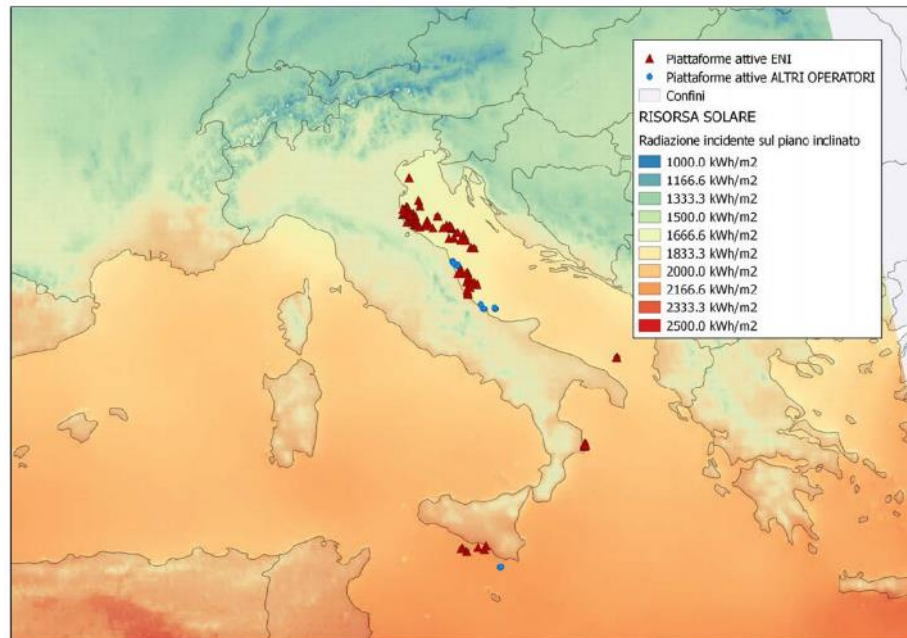 Piattaforme attive ENI
Piattaforme attive ALTRI OPERATORI
Confini
RISORSA SOLARE
Radiazione incidente sul piano inclinato
1000.0 kWh/m2
1166.6 kWh/m2
1333.3 kWh/m2
1500.0 kWh/m2
1666.6 kWh/m2
1833.3 kWh/m2
2000.0 kWh/m2
2166.6 kWh/m2
2333.3 kWh/m2
2500.0 kWh/m2